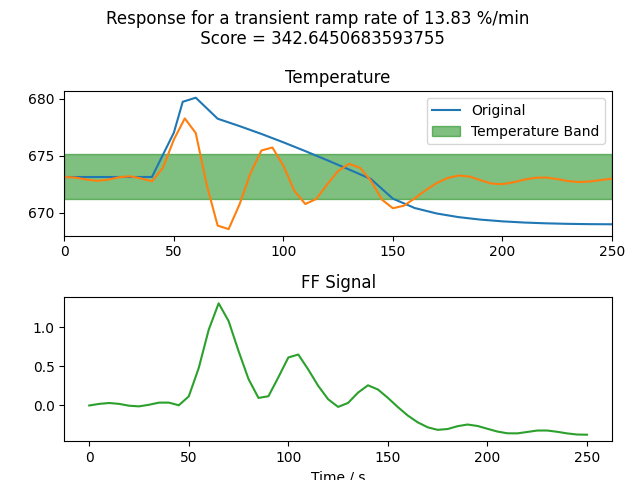 Response for a transient ramp rate of 13.83 %/min
Score = 342.6450683593755
Temperature
680
675
670
Original
Temperature Band
0 50 100 150 200 250
FF Signal
1.0
0.5
0.0
0 50 100 150 200 250
Time / s